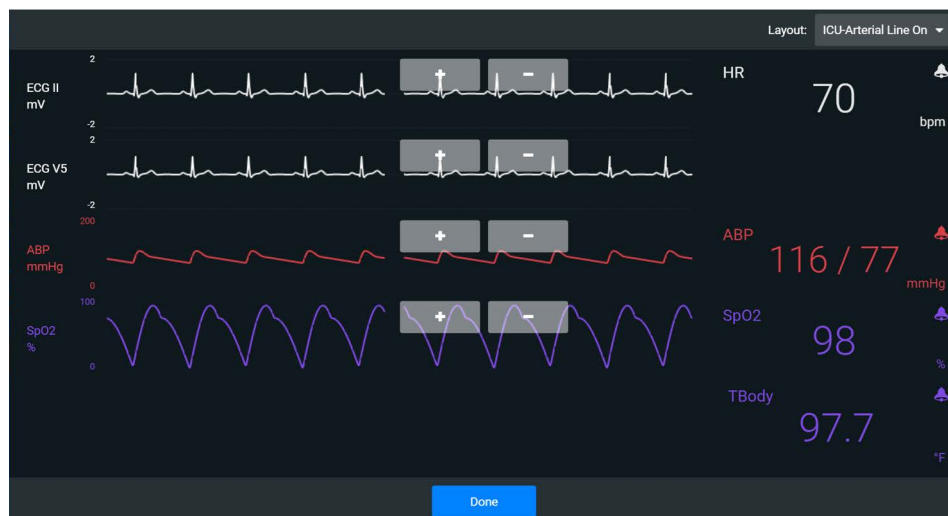 Layout: ICU-Arterial Line On
ECG II
mV
2
-2
+ −
HR
70
bpm
ECG V5
mV
2
-2
+ −
ABP
mmHg
200
0
+ −
ABP
116 / 77
mmHg
SpO2
%
100
0
+ −
SpO2
98
%
TBody
97.7
°F
Done